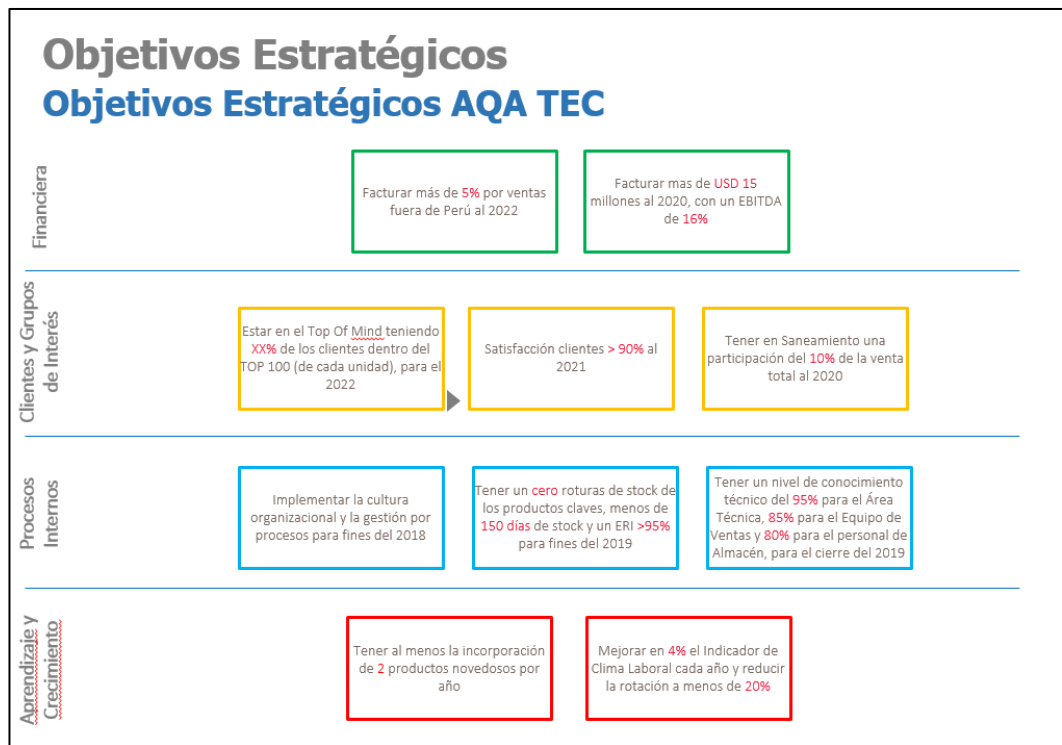 Objetivos Estratégicos
Objetivos Estratégicos AQA TEC
Financiera
Facturar más de 5% por ventas
fuera de Perú al 2022
Facturar mas de USD 15
millones al 2020, con un EBITDA
de 16%
Clientes y Grupos
de Interés
Estar en el Top Of Mind teniendo
XX% de los clientes dentro del
TOP 100 (de cada unidad), para el
2022
Satisfacción clientes > 90% al
2021
Tener en Saneamiento una
participación del 10% de la venta
total al 2020
Procesos
Internos
Implementar la cultura
organizacional y la gestión por
procesos para fines del 2018
Tener un cero roturas de stock de
los productos claves, menos de
150 días de stock y un ERI >95%
para fines del 2019
Tener un nivel de conocimiento
técnico del 95% para el Área
Técnica, 85% para el Equipo de
Ventas y 80% para el personal de
Almacén, para el cierre del 2019
Aprendizaje y
Crecimiento
Tener al menos la incorporación
de 2 productos novedosos por
año
Mejorar en 4% el Indicador de
Clima Laboral cada año y reducir
la rotación a menos de 20%